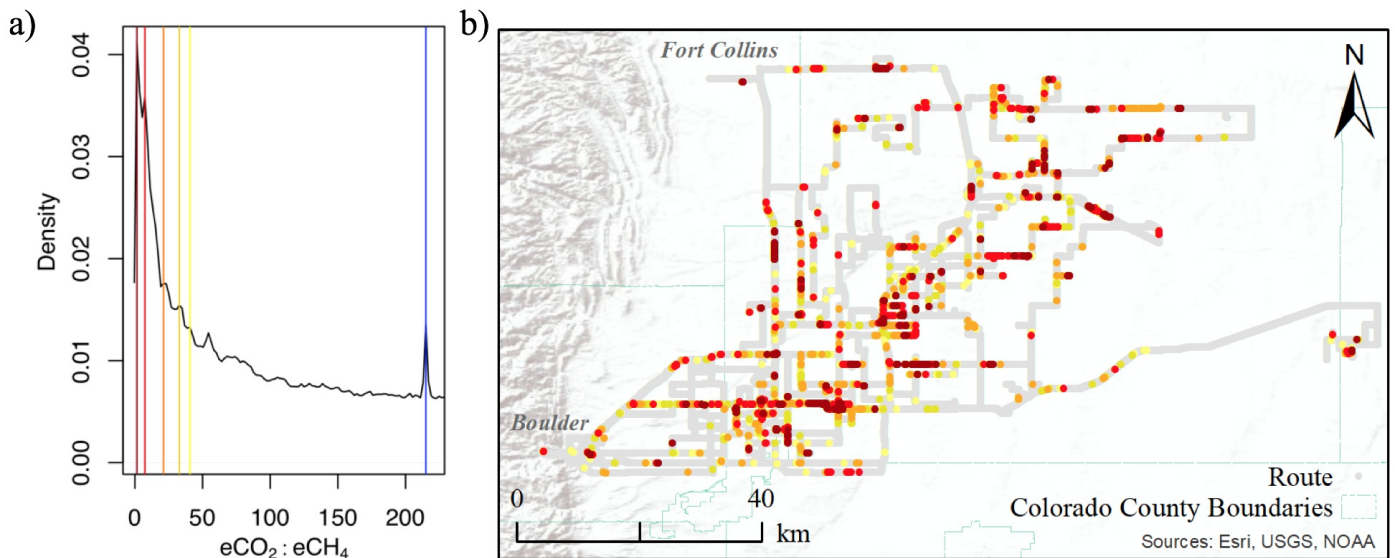 a)
0.04
0.03
0.02
0.01
0.00
Density
0 50 100 150 200
eCO₂ : eCH₄
b)
Fort Collins
N
Boulder
0 40
km
Route
Colorado County Boundaries
Sources: Esri, USGS, NOAA